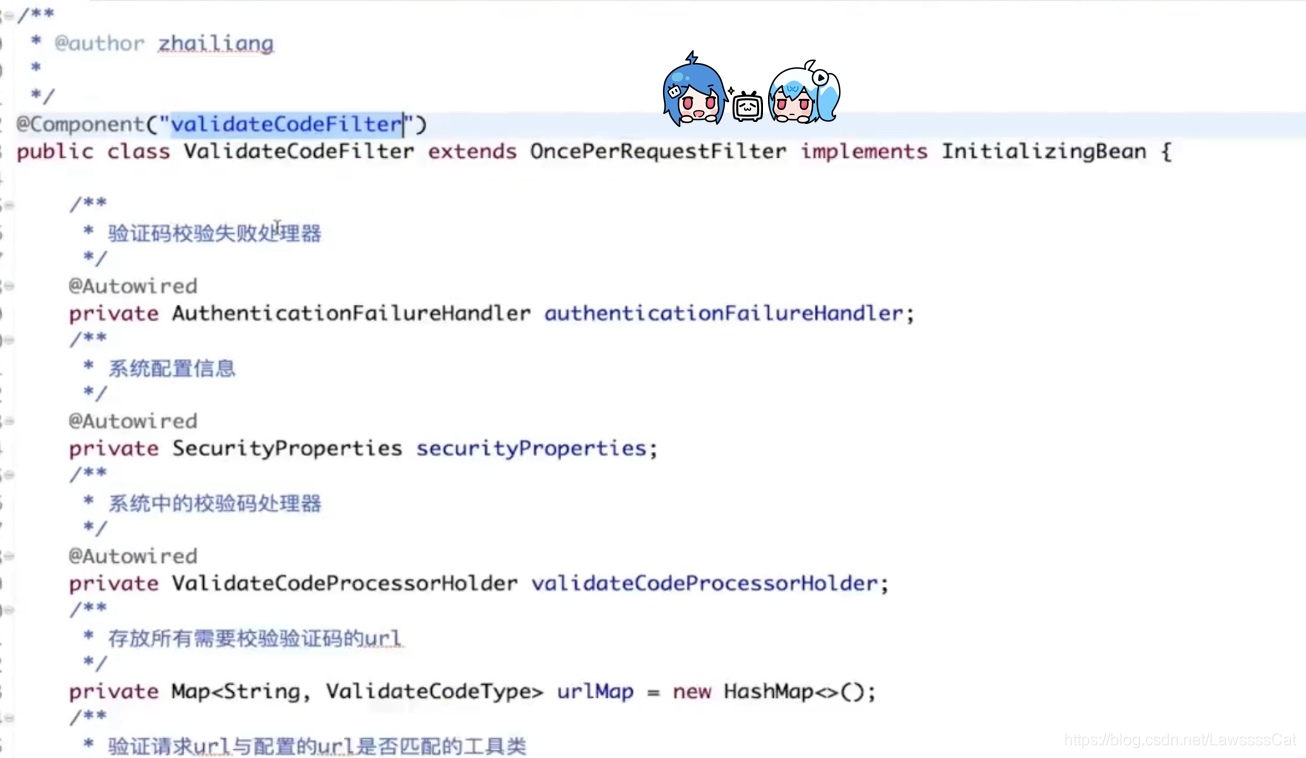 /**
* @author zhailiang
*
*/
@Component("validateCodeFilter")
public class ValidateCodeFilter extends OncePerRequestFilter implements InitializingBean {
/**
* 验证码校验失败处理器
*/
@Autowired
private AuthenticationFailureHandler authenticationFailureHandler;
/**
* 系统配置信息
*/
@Autowired
private SecurityProperties securityProperties;
/**
* 系统中的校验码处理器
*/
@Autowired
private ValidateCodeProcessorHolder validateCodeProcessorHolder;
/**
* 存放所有需要校验验证码的url
*/
private Map<String, ValidateCodeType> urlMap = new HashMap<>();
/**
* 验证请求url与配置的url是否匹配的工具类
https://blog.csdn.net/LawssssCat